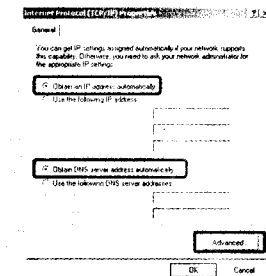 Internet Protocol (TCP/IP) Properties
General
You can get IP settings assigned automatically if your network supports
this capability. Otherwise, you need to ask your network administrator for
the appropriate IP settings.
Obtain an IP address automatically
Use the following IP address
Obtain DNS server address automatically
Use the following DNS server addresses
Advanced
OK
Cancel